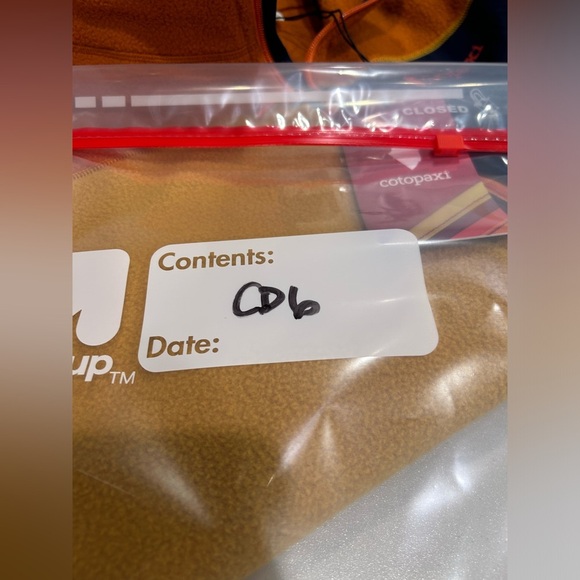 CLOSED
cotopaxi
Contents:
CD6
Date:
up™